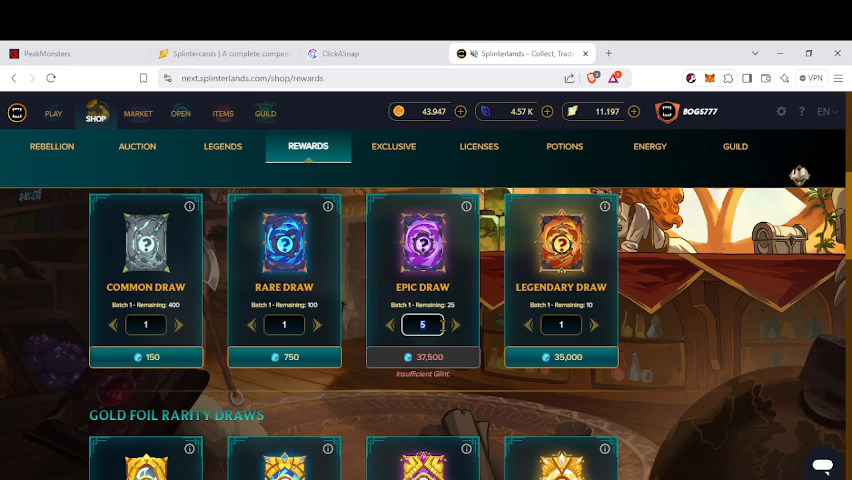 PeakMonsters
Splintercards | A complete compen
ClickASnap
Splinterlands - Collect, Trad
next.splinterlands.com/shop/rewards
VPN
PLAY
SHOP
MARKET
OPEN
ITEMS
GUILD
43.947
4.57 K
11.197
BOGS777
EN
REBELLION
AUCTION
LEGENDS
REWARDS
EXCLUSIVE
LICENSES
POTIONS
ENERGY
GUILD
COMMON DRAW
Batch 1 - Remaining: 400
1
150
RARE DRAW
Batch 1 - Remaining: 100
1
750
EPIC DRAW
Batch 1 - Remaining: 25
5
37,500
Insufficient Glint.
LEGENDARY DRAW
Batch 1 - Remaining: 10
1
35,000
GOLD FOIL RARITY DRAWS